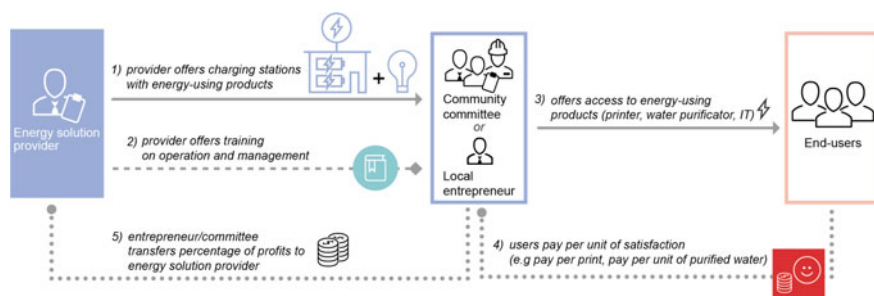 1) provider offers charging stations
with energy-using products
Energy solution
provider
2) provider offers training
on operation and management
Community
committee
or
Local
entrepreneur
3) offers access to energy-using
products (printer, water purificator, IT)
End-users
4) users pay per unit of satisfaction
(e.g pay per print, pay per unit of purified water)
5) entrepreneur/committee
transfers percentage of profits to
energy solution provider